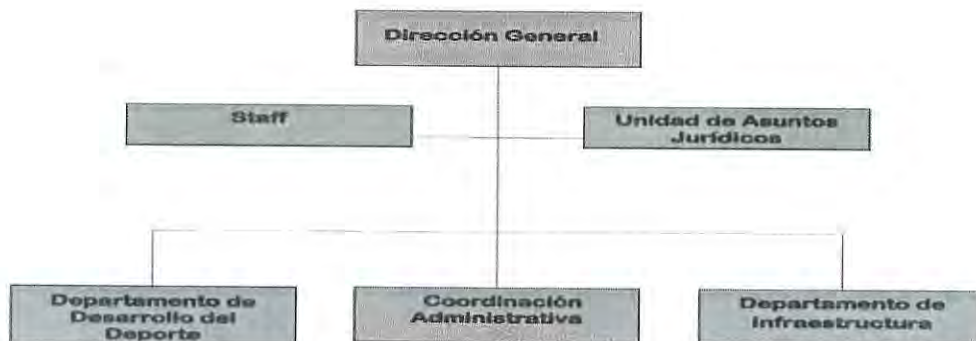 Dirección General
Staff
Unidad de Asuntos
Jurídicos
Departamento de
Desarrollo del
Deporte
Coordinación
Administrativa
Departamento de
Infraestructura